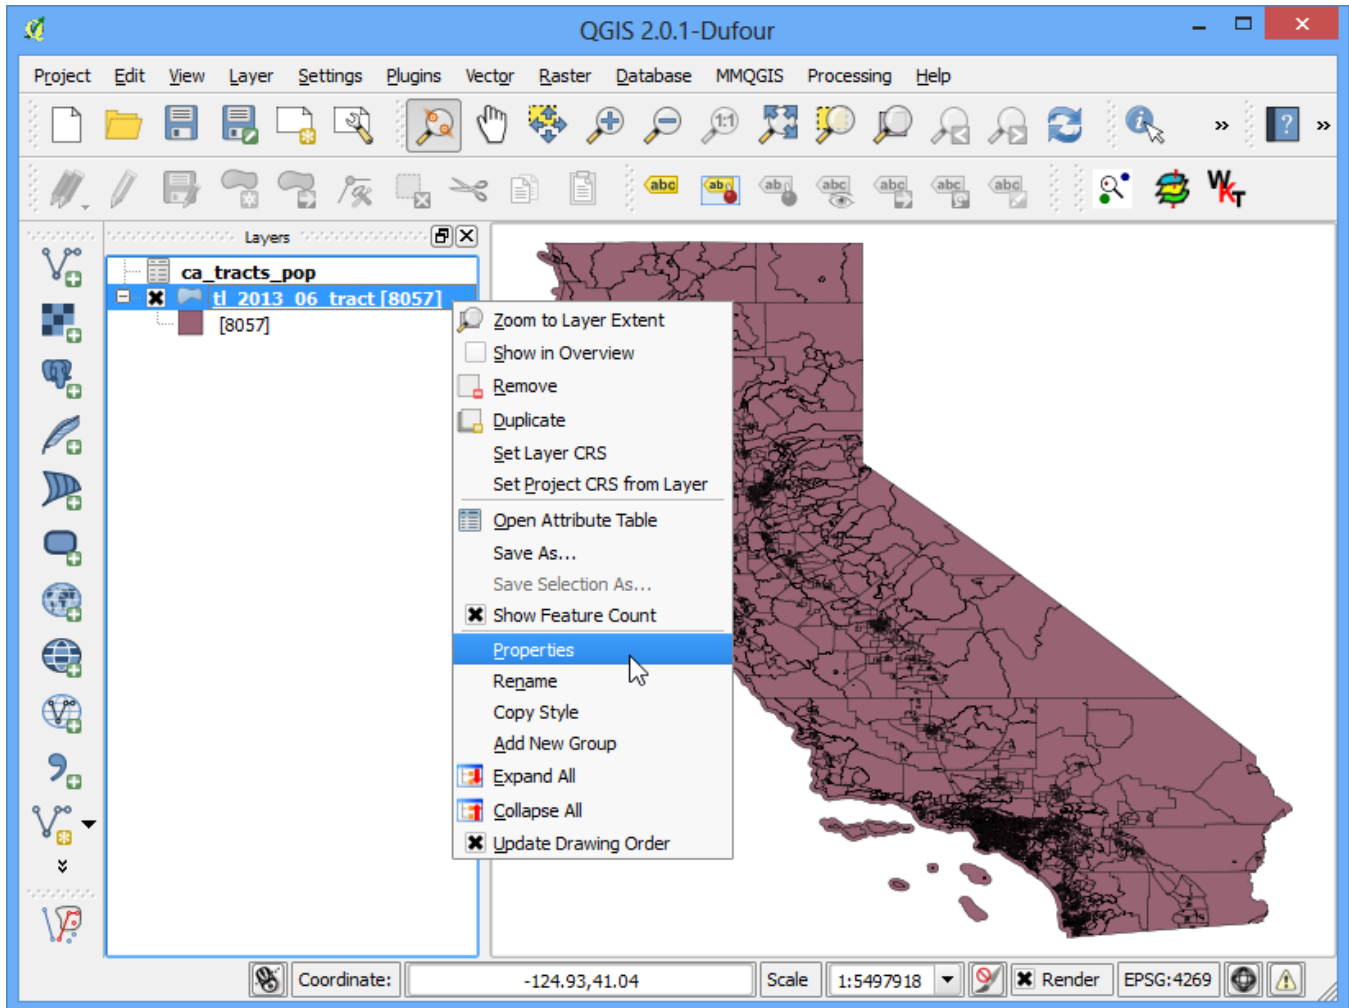 QGIS 2.0.1-Dufour
Project Edit View Layer Settings Plugins Vector Raster Database MMQGIS Processing Help
1:1
abc abc abc abc abc abc abc WKT
Layers
ca_tracts_pop
tl_2013_06_tract [8057]
[8057]
Zoom to Layer Extent
Show in Overview
Remove
Duplicate
Set Layer CRS
Set Project CRS from Layer
Open Attribute Table
Save As...
Save Selection As...
Show Feature Count
Properties
Rename
Copy Style
Add New Group
Expand All
Collapse All
Update Drawing Order
Coordinate: -124.93,41.04 Scale 1:5497918 Render EPSG:4269